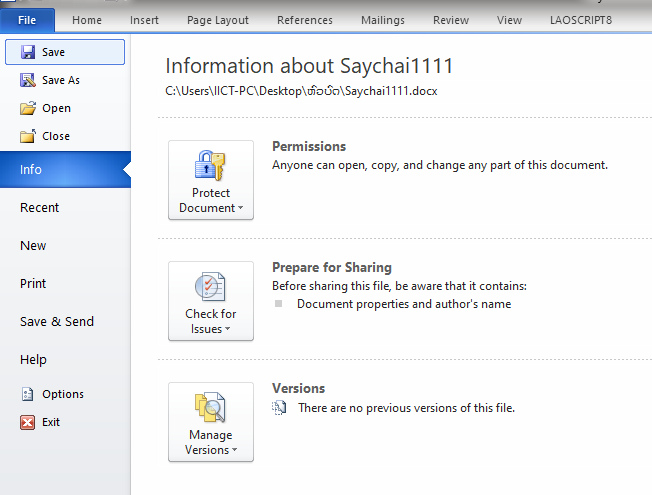 File Home Insert Page Layout References Mailings Review View LAOSCRIPT8
Save
Save As
Open
Close
Info
Recent
New
Print
Save & Send
Help
Options
Exit
Information about Saychai1111
C:\Users\IICT-PC\Desktop\ຫົວບົດ\Saychai1111.docx
Protect
Document
Permissions
Anyone can open, copy, and change any part of this document.
Check for
Issues
Prepare for Sharing
Before sharing this file, be aware that it contains:
Document properties and author's name
Manage
Versions
Versions
There are no previous versions of this file.